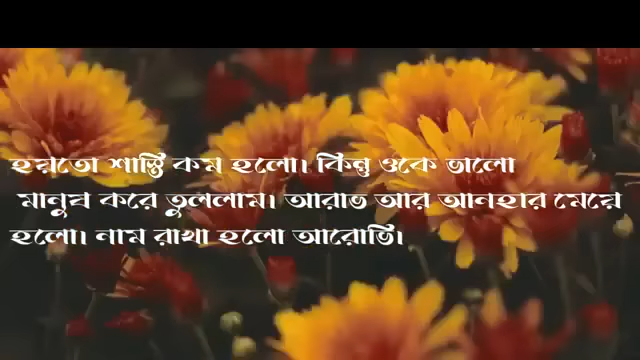 হয়তো শাস্তি কম হলো। কিন্তু ওকে ভালো
মানুষ করে তুললাম। আরাভ আর আনহার মেয়ে
হলো। নাম রাখা হলো আরোভি।